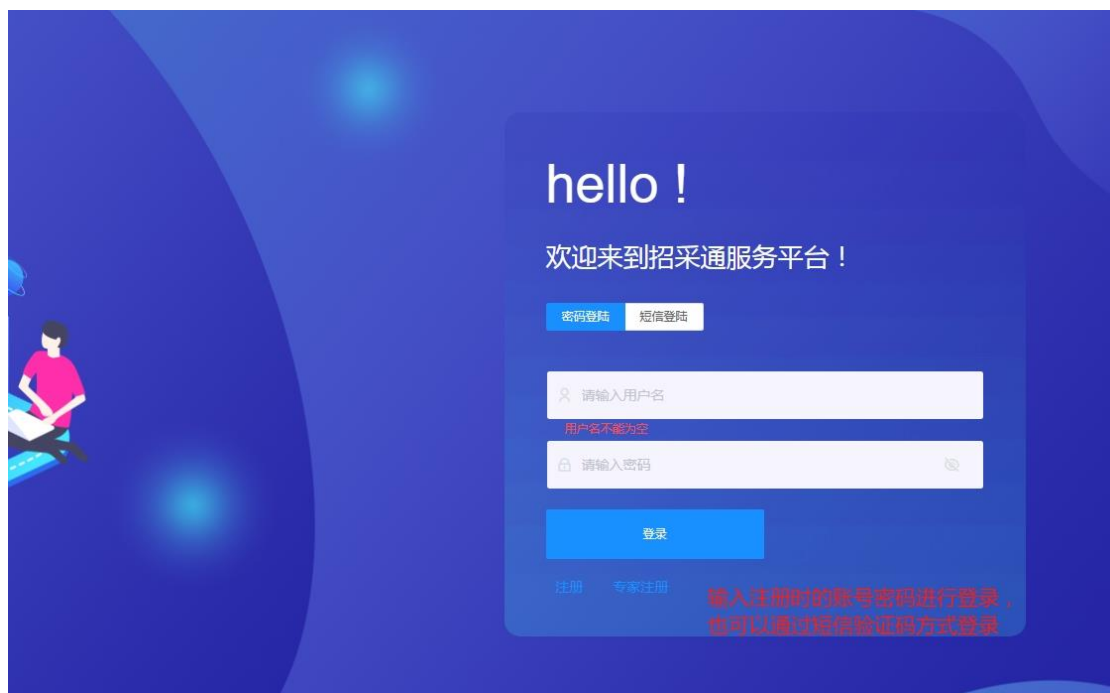 hello！
欢迎来到招采通服务平台！
密码登陆 短信登陆
请输入用户名
用户名不能为空
请输入密码
登录
注册 专家注册
输入注册时的账号密码进行登录，
也可以通过短信验证码方式登录